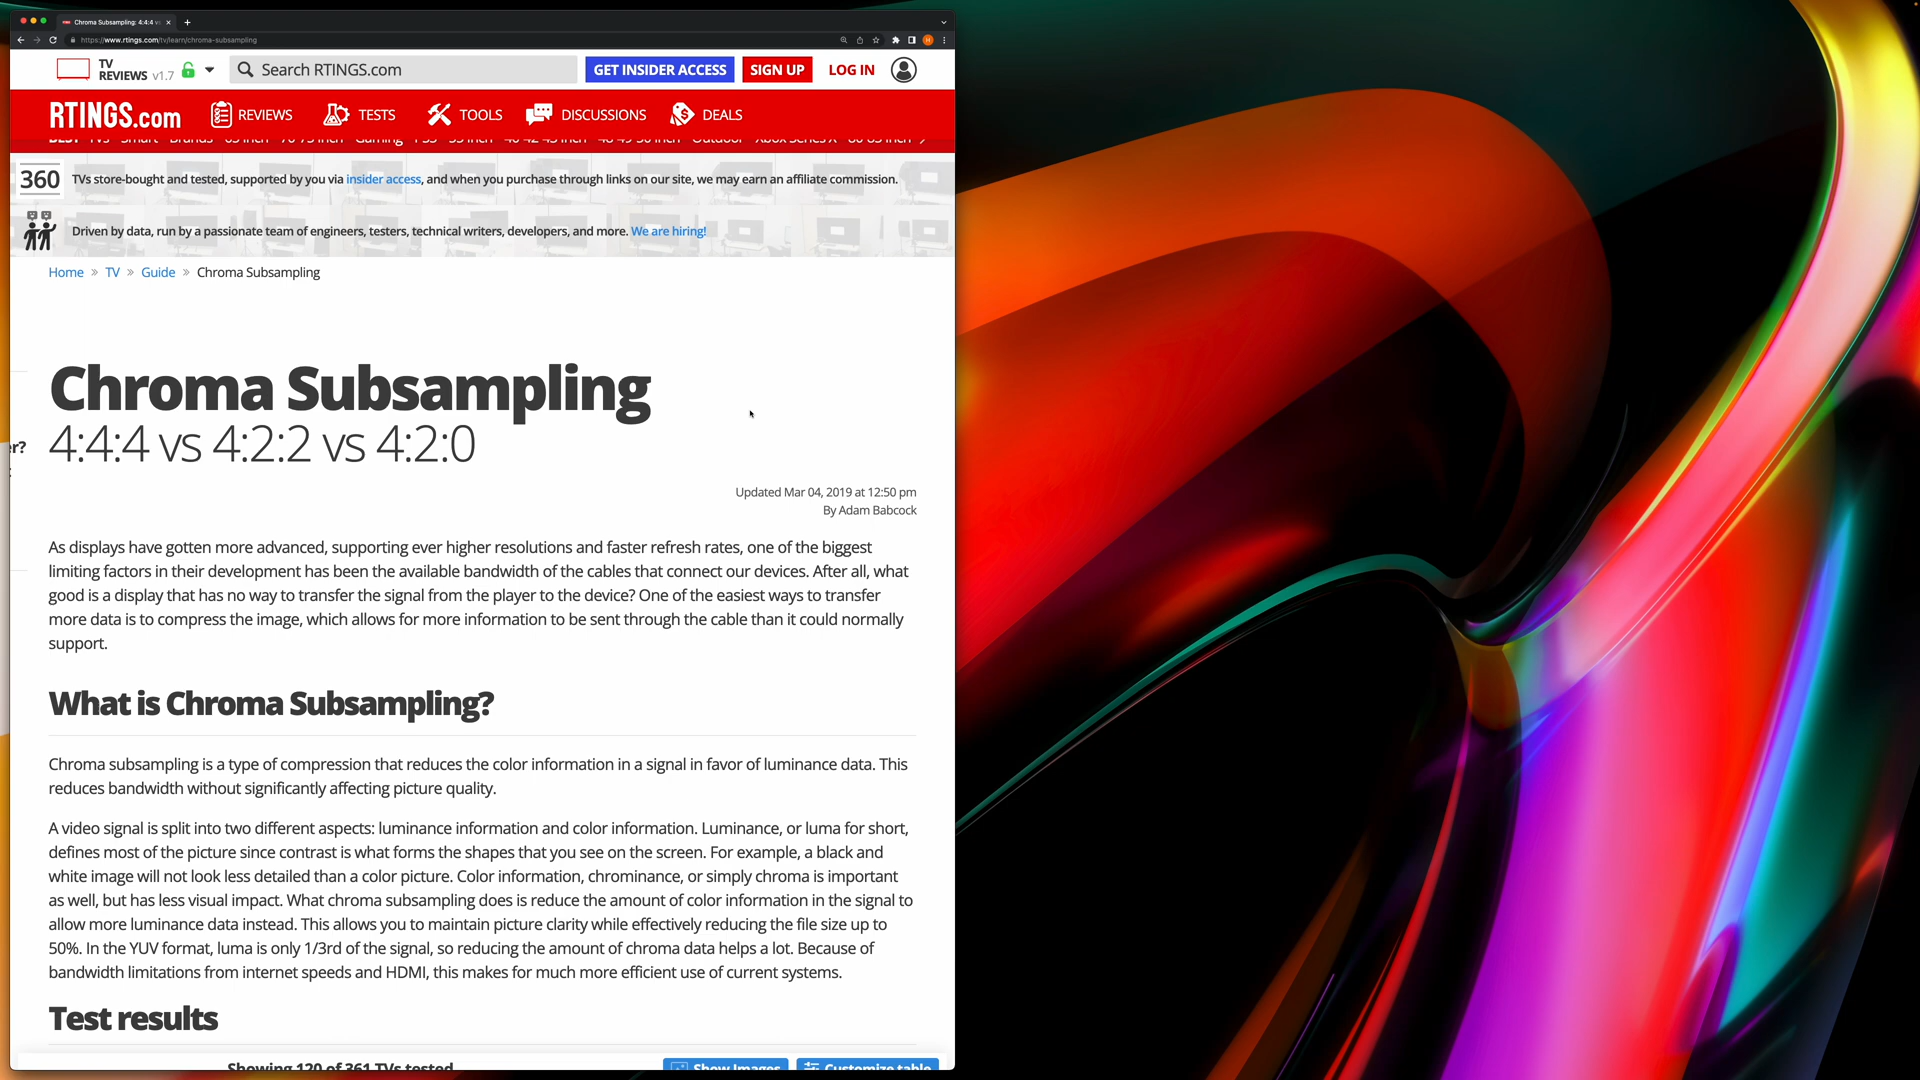 Chroma Subsampling: 4:4:4 vs
https://www.rtings.com/tv/learn/chroma-subsampling
TV
REVIEWS v1.7
Search RTINGS.com
GET INSIDER ACCESS
SIGN UP
LOG IN
RTINGS.com
REVIEWS
TESTS
TOOLS
DISCUSSIONS
DEALS
360
TVs store-bought and tested, supported by you via insider access, and when you purchase through links on our site, we may earn an affiliate commission.
Driven by data, run by a passionate team of engineers, testers, technical writers, developers, and more. We are hiring!
Home » TV » Guide » Chroma Subsampling
Chroma Subsampling
er?
4:4:4 vs 4:2:2 vs 4:2:0
Updated Mar 04, 2019 at 12:50 pm
By Adam Babcock
As displays have gotten more advanced, supporting ever higher resolutions and faster refresh rates, one of the biggest
limiting factors in their development has been the available bandwidth of the cables that connect our devices. After all, what
good is a display that has no way to transfer the signal from the player to the device? One of the easiest ways to transfer
more data is to compress the image, which allows for more information to be sent through the cable than it could normally
support.
What is Chroma Subsampling?
Chroma subsampling is a type of compression that reduces the color information in a signal in favor of luminance data. This
reduces bandwidth without significantly affecting picture quality.
A video signal is split into two different aspects: luminance information and color information. Luminance, or luma for short,
defines most of the picture since contrast is what forms the shapes that you see on the screen. For example, a black and
white image will not look less detailed than a color picture. Color information, chrominance, or simply chroma is important
as well, but has less visual impact. What chroma subsampling does is reduce the amount of color information in the signal to
allow more luminance data instead. This allows you to maintain picture clarity while effectively reducing the file size up to
50%. In the YUV format, luma is only 1/3rd of the signal, so reducing the amount of chroma data helps a lot. Because of
bandwidth limitations from internet speeds and HDMI, this makes for much more efficient use of current systems.
Test results
Showing 120 of 361 TVs tested
Show Images
Customize table